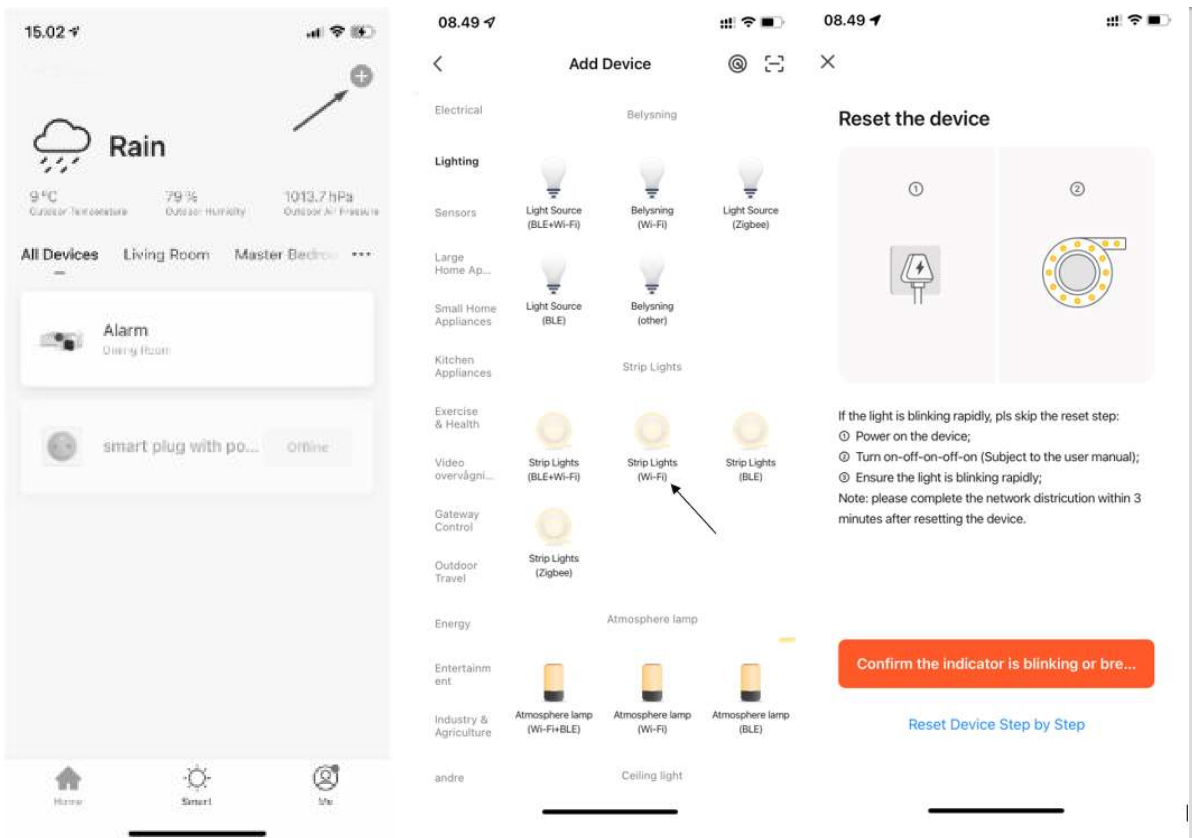 15.02
Rain
9 °C
79 %
1013.7 hPa
Outdoor Temperature
Outdoor Humidity
Outdoor Air Pressure
All Devices
Living Room
Master Bedroo
Alarm
Dining Room
smart plug with po...
Offline
Home
Smart
Me
08.49
Add Device
Electrical
Lighting
Sensors
Large
Home Ap...
Small Home
Appliances
Kitchen
Appliances
Exercise
& Health
Video
overvågni...
Gateway
Control
Outdoor
Travel
Energy
Entertainm
ent
Industry &
Agriculture
andre
Belysning
Light Source
(BLE+Wi-Fi)
Belysning
(Wi-Fi)
Light Source
(Zigbee)
Light Source
(BLE)
Belysning
(other)
Strip Lights
Strip Lights
(BLE+Wi-Fi)
Strip Lights
(Wi-Fi)
Strip Lights
(BLE)
Strip Lights
(Zigbee)
Atmosphere lamp
Atmosphere lamp
(Wi-Fi+BLE)
Atmosphere lamp
(Wi-Fi)
Atmosphere lamp
(BLE)
Ceiling light
08.49
Reset the device
①
②
If the light is blinking rapidly, pls skip the reset step:
① Power on the device;
② Turn on-off-on-off-on (Subject to the user manual);
③ Ensure the light is blinking rapidly;
Note: please complete the network districution within 3
minutes after resetting the device.
Confirm the indicator is blinking or bre...
Reset Device Step by Step